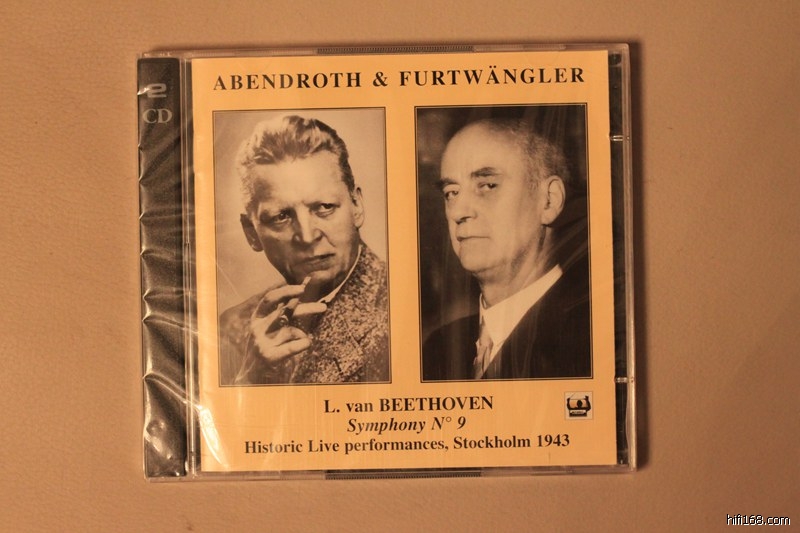 ABENDROTH & FURTWÄNGLER
2
CD
L. van BEETHOVEN
Symphony N° 9
Historic Live performances, Stockholm 1943
hifi168.com